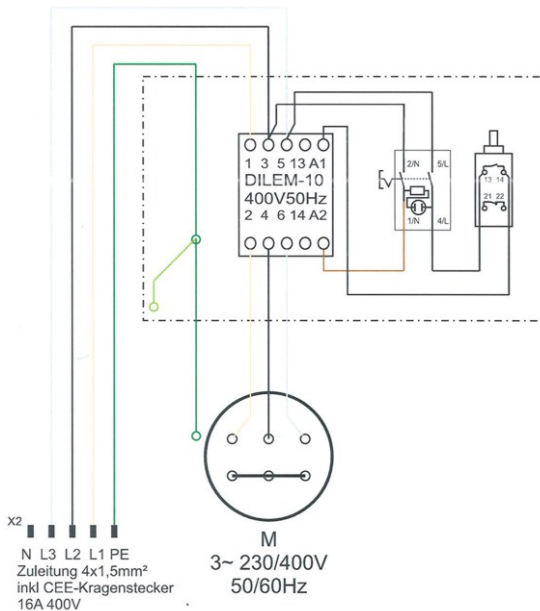 1 3 5 13 A1
DILEM-10
400V50Hz
2 4 6 14 A2
2/N 5/L
1/N 4/L
13 14
21 22
X2
N L3 L2 L1 PE
Zuleitung 4x1,5mm²
inkl CEE-Kragenstecker
16A 400V
M
3~ 230/400V
50/60Hz